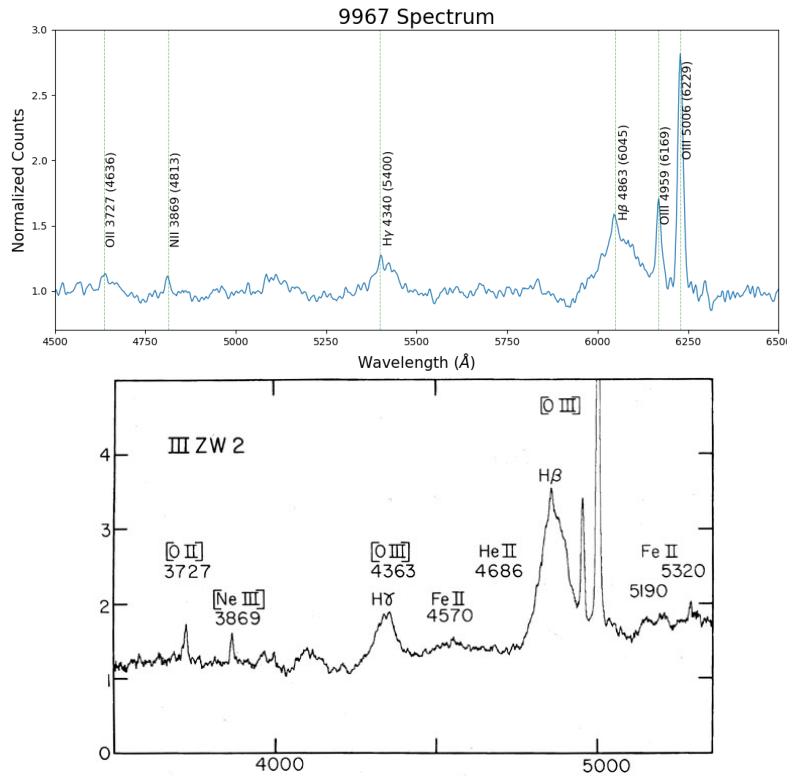 9967 Spectrum
3.0
2.5
2.0
1.5
1.0
Normalized Counts
OII 3727 (4636)
NII 3869 (4813)
Hγ 4340 (5400)
Hβ 4863 (6045)
OIII 4959 (6169)
OIII 5006 (6229)
4500 4750 5000 5250 5500 5750 6000 6250 6500
Wavelength (Å)
III ZW 2
[O III]
Hβ
[O II]
3727
[Ne III]
3869
[O III]
4363
Hγ
He II
4686
Fe II
4570
Fe II
5320
5190
4
3
2
1
0
4000 5000